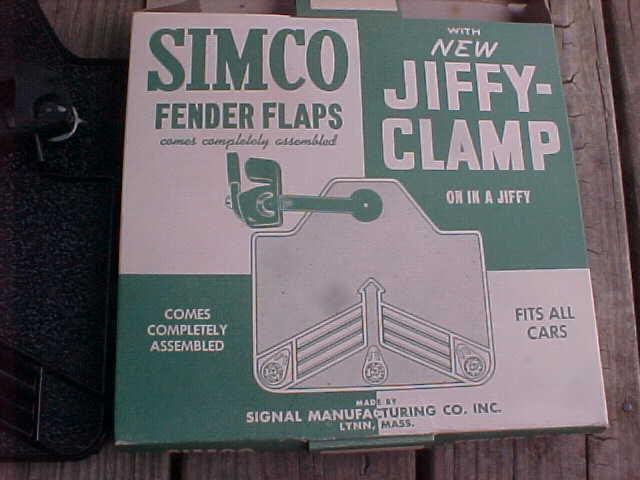 SIMCO
FENDER FLAPS
comes completely assembled
WITH
NEW
JIFFY-
CLAMP
ON IN A JIFFY
COMES
COMPLETELY
ASSEMBLED
FITS ALL
CARS
MADE BY
SIGNAL MANUFACTURING CO. INC.
LYNN, MASS.